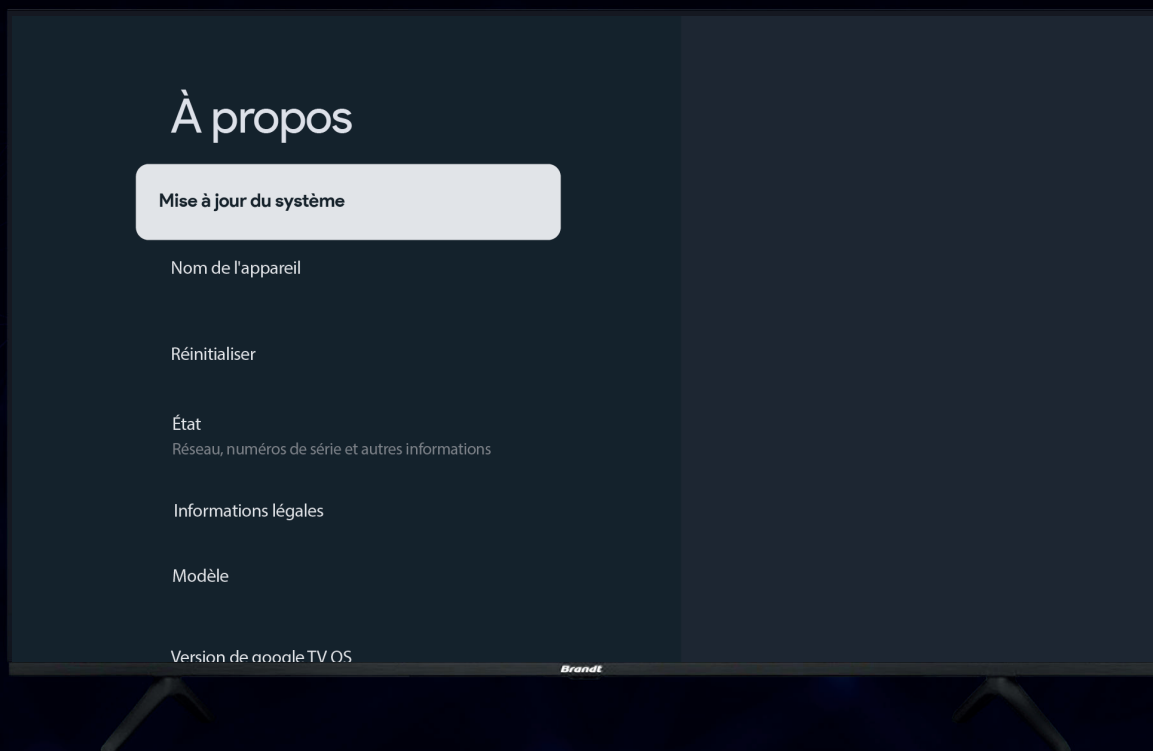 À propos
Mise à jour du système
Nom de l'appareil
Réinitialiser
État
Réseau, numéros de série et autres informations
Informations légales
Modèle
Version de google TV OS
Brandt